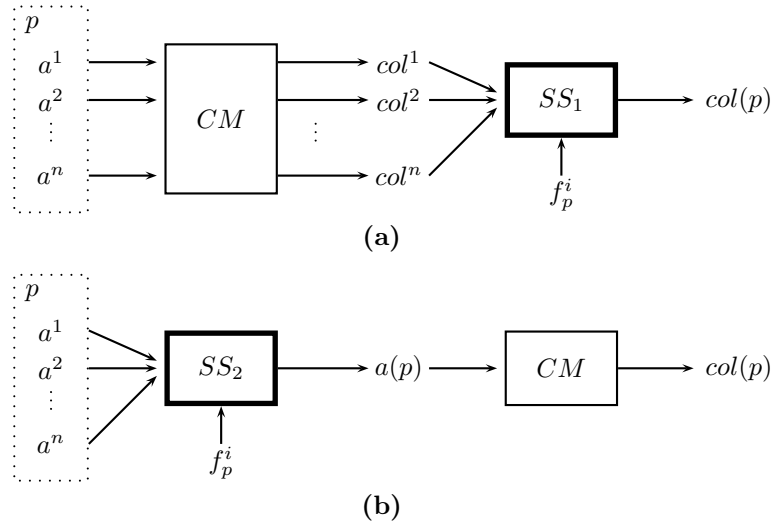 p
a^1 col^1
a^2 CM col^2 SS_1 col(p)
⋮ ⋮
a^n col^n f_p^i
(a)
p
a^1
a^2 SS_2 a(p) CM col(p)
⋮
a^n f_p^i
(b)